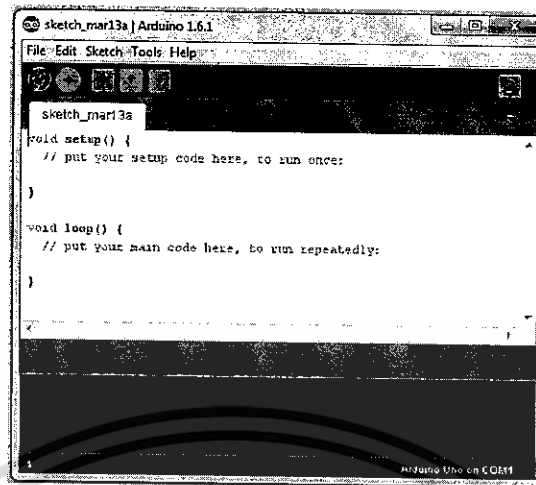 sketch_mar13a | Arduino 1.6.1
File Edit Sketch Tools Help
sketch_mar13a
void setup() {
// put your setup code here, to run once:
}
void loop() {
// put your main code here, to run repeatedly:
}
1
Arduino Uno on COM1